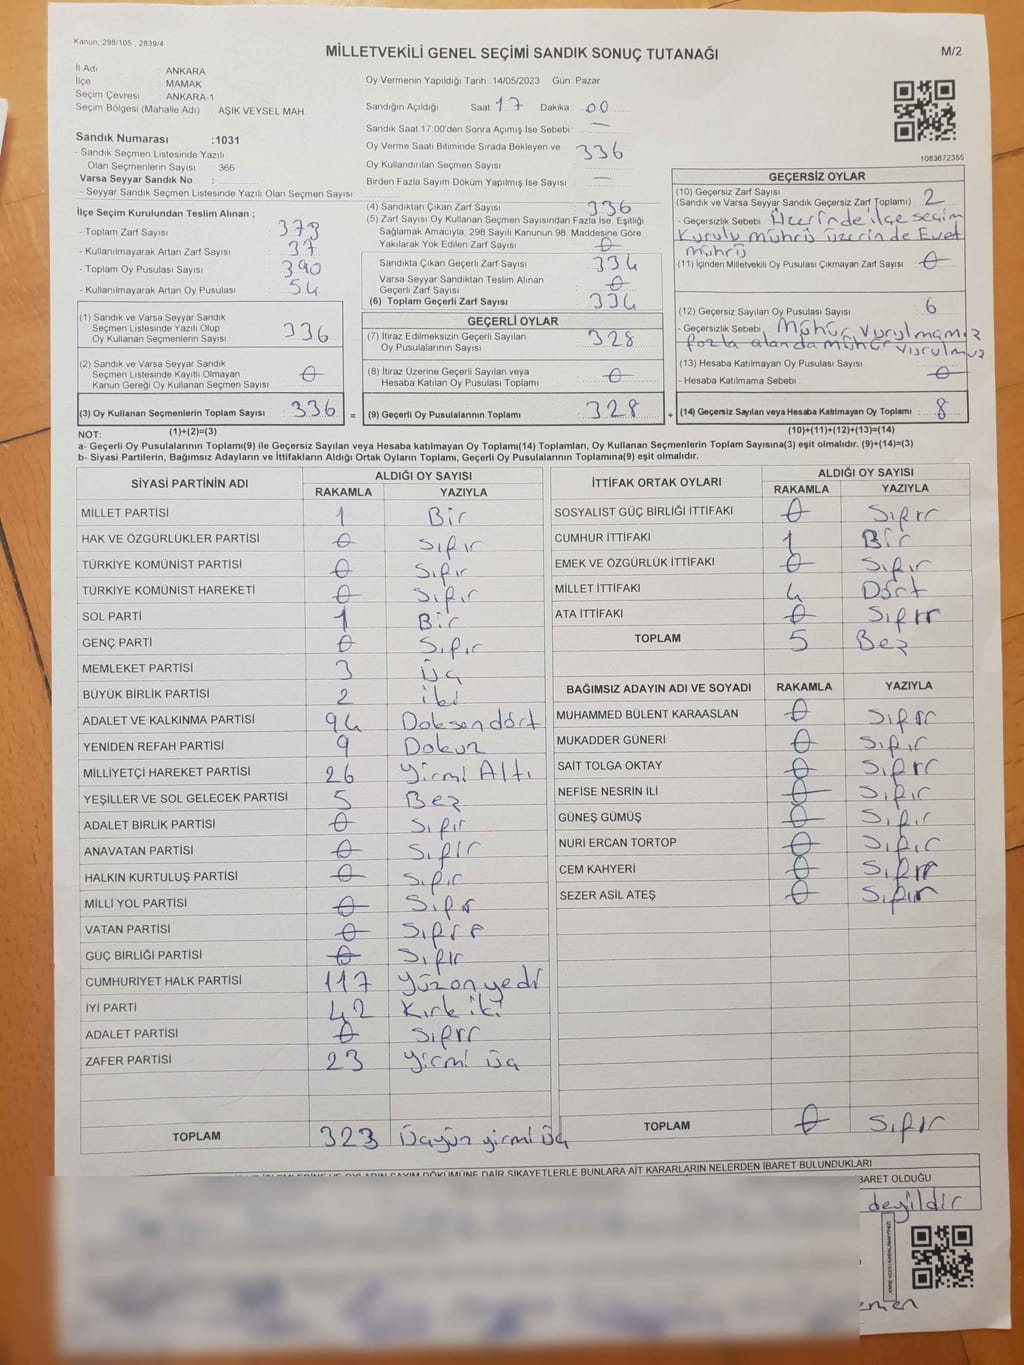 Kanun: 298/105 , 2839/4
MİLLETVEKİLİ GENEL SEÇİMİ SANDIK SONUÇ TUTANAĞI
M/2
İl Adı ANKARA
İlçe MAMAK
Seçim Çevresi ANKARA-1
Seçim Bölgesi (Mahalle Adı) : AŞIK VEYSEL MAH.
Sandık Numarası :1031
- Sandık Seçmen Listesinde Yazılı
Olan Seçmenlerin Sayısı : 366
Varsa Seyyar Sandık No :
- Seyyar Sandık Seçmen Listesinde Yazılı Olan Seçmen Sayısı:
Oy Vermenin Yapıldığı Tarih : 14/05/2023 Gün: Pazar
Sandığın Açıldığı Saat 17 Dakika : 00
Sandık Saat 17.00'den Sonra Açılmış İse Sebebi —
Oy Verme Saati Bitiminde Sırada Bekleyen ve
Oy Kullandırılan Seçmen Sayısı 336
Birden Fazla Sayım Döküm Yapılmış İse Sayısı —
1083672355
İlçe Seçim Kurulundan Teslim Alınan ;
- Toplam Zarf Sayısı 373
- Kullanılmayarak Artan Zarf Sayısı : 37
- Toplam Oy Pusulası Sayısı 390
- Kullanılmayarak Artan Oy Pusulası 54
(4) Sandıktan Çıkan Zarf Sayısı 336
(5) Zarf Sayısı Oy Kullanan Seçmen Sayısından Fazla İse, Eşitliği
Sağlamak Amacıyla; 298 Sayılı Kanunun 98. Maddesine Göre
Yakılarak Yok Edilen Zarf Sayısı 0
Sandıkta Çıkan Geçerli Zarf Sayısı : 334
Varsa Seyyar Sandıktan Teslim Alınan
Geçerli Zarf Sayısı 0
(6) Toplam Geçerli Zarf Sayısı : 334
GEÇERSİZ OYLAR
(10) Geçersiz Zarf Sayısı
(Sandık ve Varsa Seyyar Sandık Geçersiz Zarf Toplamı) : 2
- Geçersizlik Sebebi : Üzerinde ilçe seçim
Kurulu mührü üzerinde Evet
mührü
(11) İçinden Milletvekili Oy Pusulası Çıkmayan Zarf Sayısı : 0
(12) Geçersiz Sayılan Oy Pusulası Sayısı 6
- Geçersizlik Sebebi : Mühür vurulmamış
fazla alanda mühür vurulmuş
(13) Hesaba Katılmayan Oy Pusulası Sayısı
- Hesaba Katılmama Sebebi : 0
(14) Geçersiz Sayılan veya Hesaba Katılmayan Oy Toplamı : 8
(10)+(11)+(12)+(13)=(14)
(1) Sandık ve Varsa Seyyar Sandık
Seçmen Listesinde Yazılı Olup
Oy Kullanan Seçmenlerin Sayısı : 336
(2) Sandık ve Varsa Seyyar Sandık
Seçmen Listesinde Kayıtlı Olmayan
Kanun Gereği Oy Kullanan Seçmen Sayısı : 0
(3) Oy Kullanan Seçmenlerin Toplam Sayısı : 336 =
(1)+(2)=(3)
GEÇERLİ OYLAR
(7) İtiraz Edilmeksizin Geçerli Sayılan
Oy Pusulalarının Sayısı 328
(8) İtiraz Üzerine Geçerli Sayılan veya
Hesaba Katılan Oy Pusulası Toplamı : 0
(9) Geçerli Oy Pusulalarının Toplamı : 328 +
NOT:
a- Geçerli Oy Pusulalarının Toplamı(9) ile Geçersiz Sayılan veya Hesaba katılmayan Oy Toplamı(14) Toplamları, Oy Kullanan Seçmenlerin Toplam Sayısına(3) eşit olmalıdır. (9)+(14)=(3)
b- Siyasi Partilerin, Bağımsız Adayların ve İttifakların Aldığı Ortak Oyların Toplamı, Geçerli Oy Pusulalarının Toplamına(9) eşit olmalıdır.
SİYASİ PARTİNİN ADI ALDIĞI OY SAYISI
RAKAMLA YAZIYLA
MİLLET PARTİSİ 1 Bir
HAK VE ÖZGÜRLÜKLER PARTİSİ 0 Sıfır
TÜRKİYE KOMÜNİST PARTİSİ 0 Sıfır
TÜRKİYE KOMÜNİST HAREKETİ 0 Sıfır
SOL PARTİ 1 Bir
GENÇ PARTİ 0 Sıfır
MEMLEKET PARTİSİ 3 Üç
BÜYÜK BİRLİK PARTİSİ 2 iki
ADALET VE KALKINMA PARTİSİ 94 Doksandört
YENİDEN REFAH PARTİSİ 9 Dokuz
MİLLİYETÇİ HAREKET PARTİSİ 26 Yirmi Altı
YEŞİLLER VE SOL GELECEK PARTİSİ 5 Beş
ADALET BİRLİK PARTİSİ 0 Sıfır
ANAVATAN PARTİSİ 0 Sıfır
HALKIN KURTULUŞ PARTİSİ 0 Sıfır
MİLLİ YOL PARTİSİ 0 Sıfır
VATAN PARTİSİ 0 Sıfır
GÜÇ BİRLİĞİ PARTİSİ 0 Sıfır
CUMHURİYET HALK PARTİSİ 117 Yüzonyedi
İYİ PARTİ 42 Kırk iki
ADALET PARTİSİ 0 Sıfır
ZAFER PARTİSİ 23 Yirmi üç
TOPLAM 323 Üçyüz yirmi üç
İTTİFAK ORTAK OYLARI ALDIĞI OY SAYISI
RAKAMLA YAZIYLA
SOSYALİST GÜÇ BİRLİĞİ İTTİFAKI 0 Sıfır
CUMHUR İTTİFAKI 1 Bir
EMEK VE ÖZGÜRLÜK İTTİFAKI 0 Sıfır
MİLLET İTTİFAKI 4 Dört
ATA İTTİFAKI 0 Sıfır
TOPLAM 5 Beş
BAĞIMSIZ ADAYIN ADI VE SOYADI RAKAMLA YAZIYLA
MUHAMMED BÜLENT KARAASLAN 0 Sıfır
MUKADDER GÜNERİ 0 Sıfır
SAİT TOLGA OKTAY 0 Sıfır
NEFİSE NESRİN İLİ 0 Sıfır
GÜNEŞ GÜMÜŞ 0 Sıfır
NURİ ERCAN TORTOP 0 Sıfır
CEM KAHYERİ 0 Sıfır
SEZER ASİL ATEŞ 0 Sıfır
TOPLAM 0 Sıfır
OYLARIN SAYIM DÖKÜMÜNE DAİR ŞİKAYETLERLE BUNLARA AİT KARARLARIN NELERDEN İBARET BULUNDUKLARI
BARET OLDUĞU
değildir